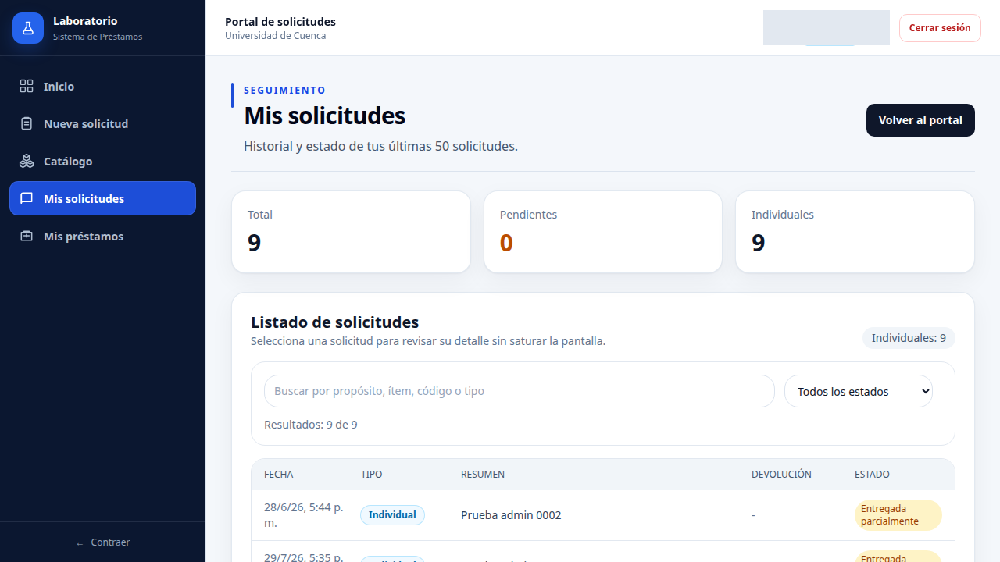 Laboratorio
Sistema de Préstamos
Inicio
Nueva solicitud
Catálogo
Mis solicitudes
Mis préstamos
← Contraer
Portal de solicitudes
Universidad de Cuenca
Cerrar sesión
SEGUIMIENTO
Mis solicitudes
Historial y estado de tus últimas 50 solicitudes.
Volver al portal
Total
9
Pendientes
0
Individuales
9
Listado de solicitudes
Selecciona una solicitud para revisar su detalle sin saturar la pantalla.
Individuales: 9
Buscar por propósito, ítem, código o tipo
Todos los estados
Resultados: 9 de 9
FECHA TIPO RESUMEN DEVOLUCIÓN ESTADO
28/6/26, 5:44 p. m.
Individual
Prueba admin 0002
-
Entregada
parcialmente
29/7/26, 5:35 p.
Entregada